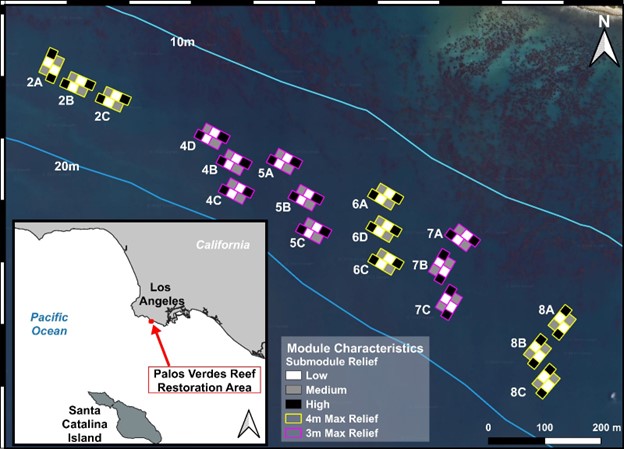 10m
N
2A
2B
2C
4D
4B
4C
5A
5B
5C
20m
6A
6D
6C
7A
7B
7C
8A
8B
8C
California
Los
Angeles
Pacific
Ocean
Palos Verdes Reef
Restoration Area
Santa
Catalina
Island
Module Characteristics
Submodule Relief
Low
Medium
High
4m Max Relief
3m Max Relief
0 100 200 m